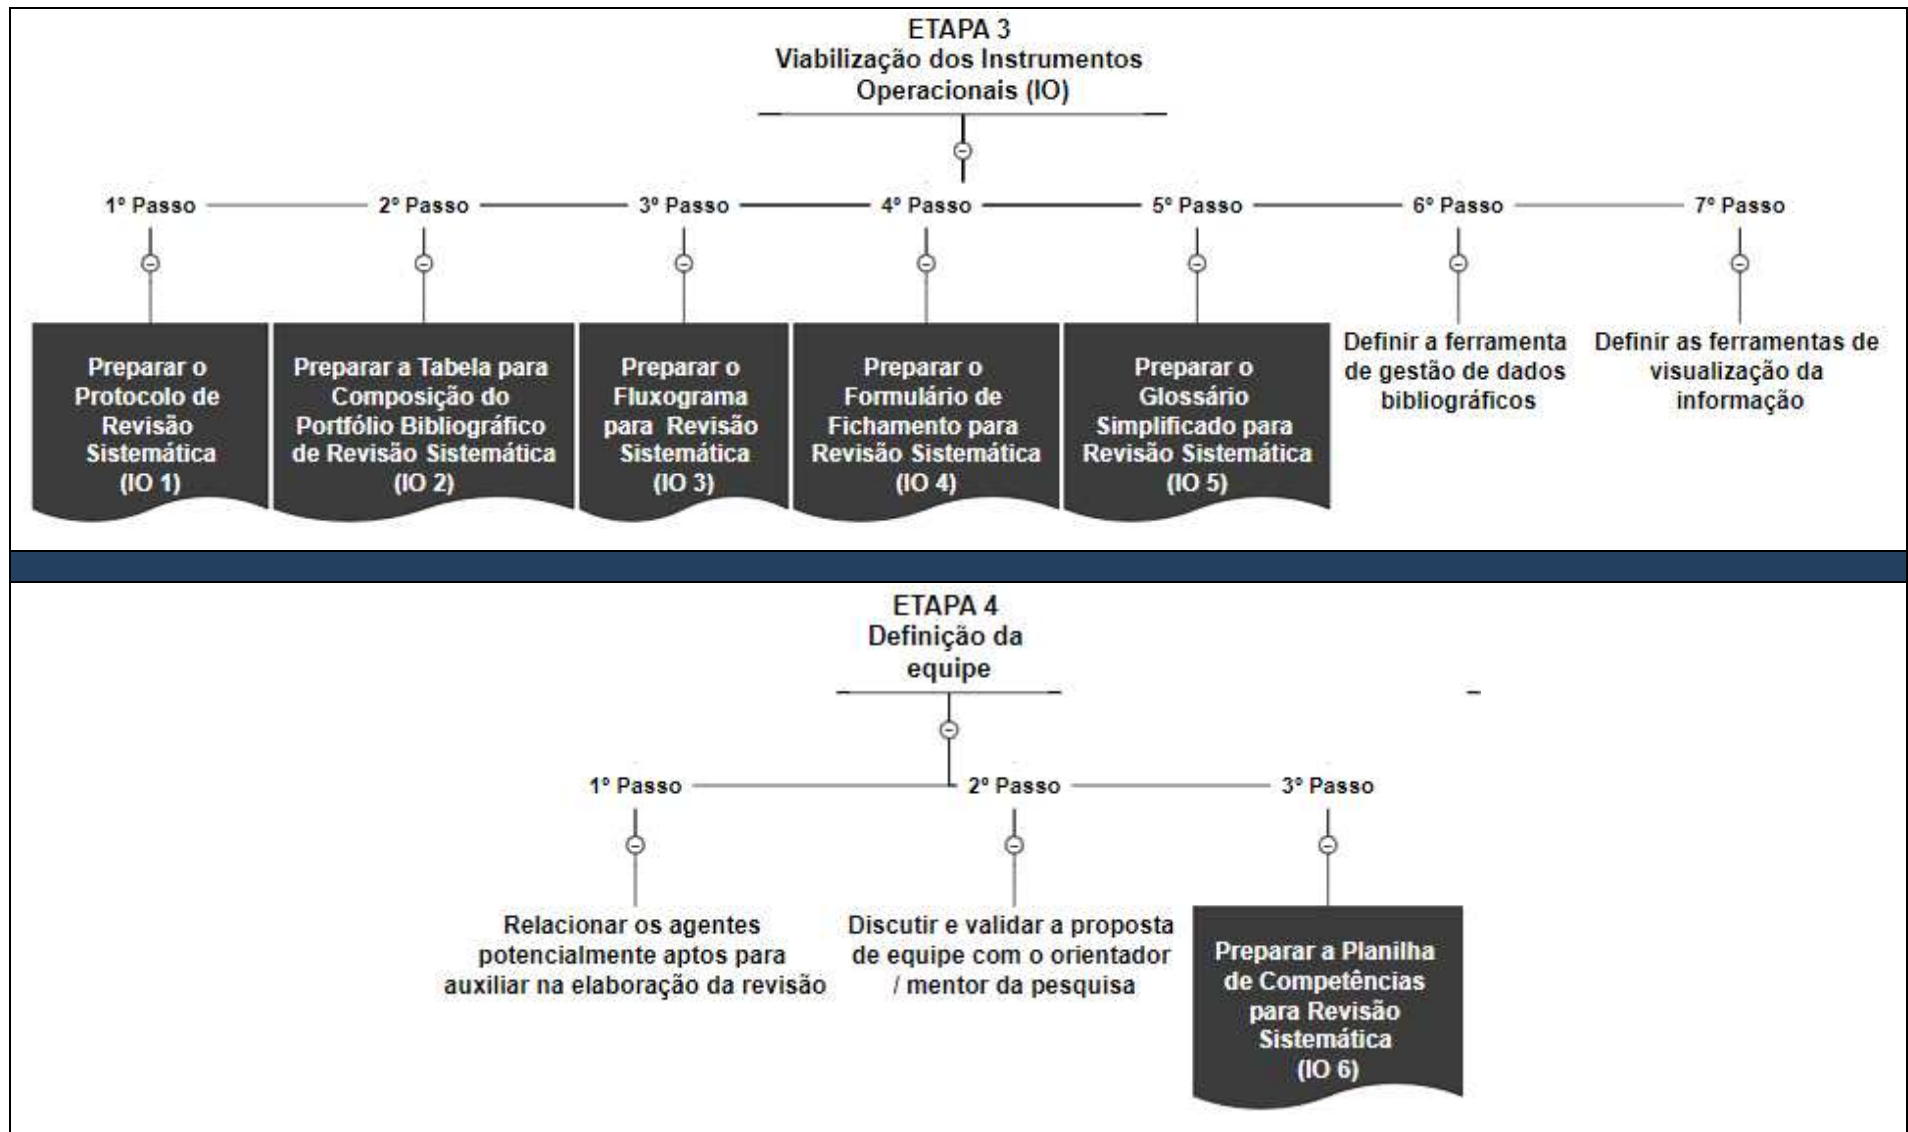 ETAPA 3
Viabilização dos Instrumentos
Operacionais (IO)
1º Passo
2º Passo
3º Passo
4º Passo
5º Passo
6º Passo
7º Passo
Preparar o
Protocolo de
Revisão
Sistemática
(IO 1)
Preparar a Tabela para
Composição do
Portfólio Bibliográfico
de Revisão Sistemática
(IO 2)
Preparar o
Fluxograma
para Revisão
Sistemática
(IO 3)
Preparar o
Formulário de
Fichamento para
Revisão Sistemática
(IO 4)
Preparar o
Glossário
Simplificado para
Revisão Sistemática
(IO 5)
Definir a ferramenta
de gestão de dados
bibliográficos
Definir as ferramentas de
visualização da
informação
ETAPA 4
Definição da
equipe
1º Passo
2º Passo
3º Passo
Relacionar os agentes
potencialmente aptos para
auxiliar na elaboração da revisão
Discutir e validar a proposta
de equipe com o orientador
/ mentor da pesquisa
Preparar a Planilha
de Competências
para Revisão
Sistemática
(IO 6)